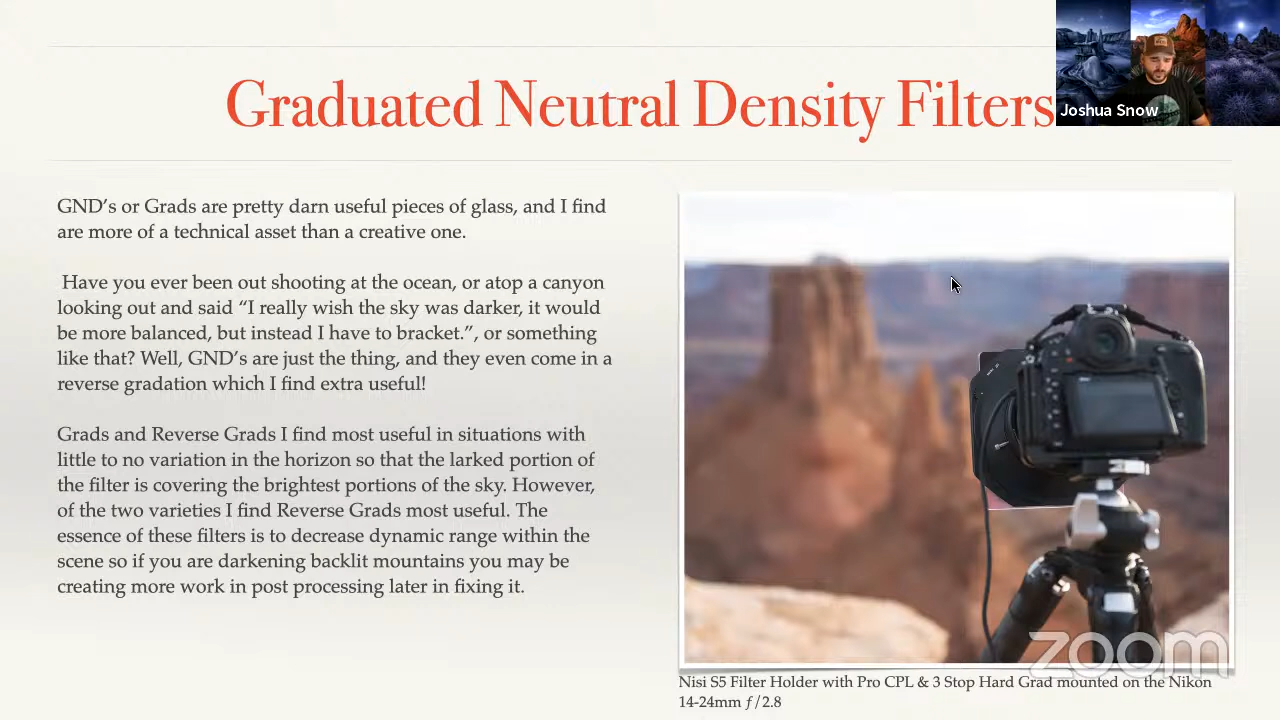 Graduated Neutral Density Filters
Joshua Snow
GND's or Grads are pretty darn useful pieces of glass, and I find
are more of a technical asset than a creative one.
Have you ever been out shooting at the ocean, or atop a canyon
looking out and said “I really wish the sky was darker, it would
be more balanced, but instead I have to bracket.”, or something
like that? Well, GND's are just the thing, and they even come in a
reverse gradation which I find extra useful!
Grads and Reverse Grads I find most useful in situations with
little to no variation in the horizon so that the larked portion of
the filter is covering the brightest portions of the sky. However,
of the two varieties I find Reverse Grads most useful. The
essence of these filters is to decrease dynamic range within the
scene so if you are darkening backlit mountains you may be
creating more work in post processing later in fixing it.
zoom
Nisi S5 Filter Holder with Pro CPL & 3 Stop Hard Grad mounted on the Nikon
14-24mm ƒ/2.8